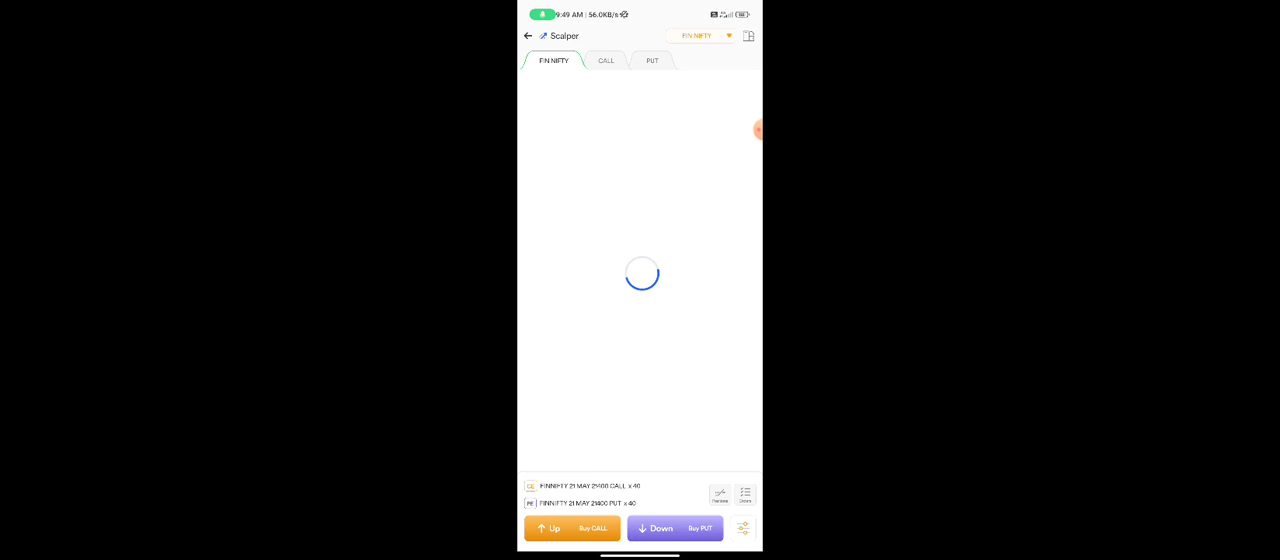 9:49 AM | 56.0KB/s
Scalper
FIN NIFTY
FIN NIFTY
CALL
PUT
CE FINNIFTY 21 MAY 21400 CALL x 40
PE FINNIFTY 21 MAY 21400 PUT x 40
Orders
Up Buy CALL
Down Buy PUT